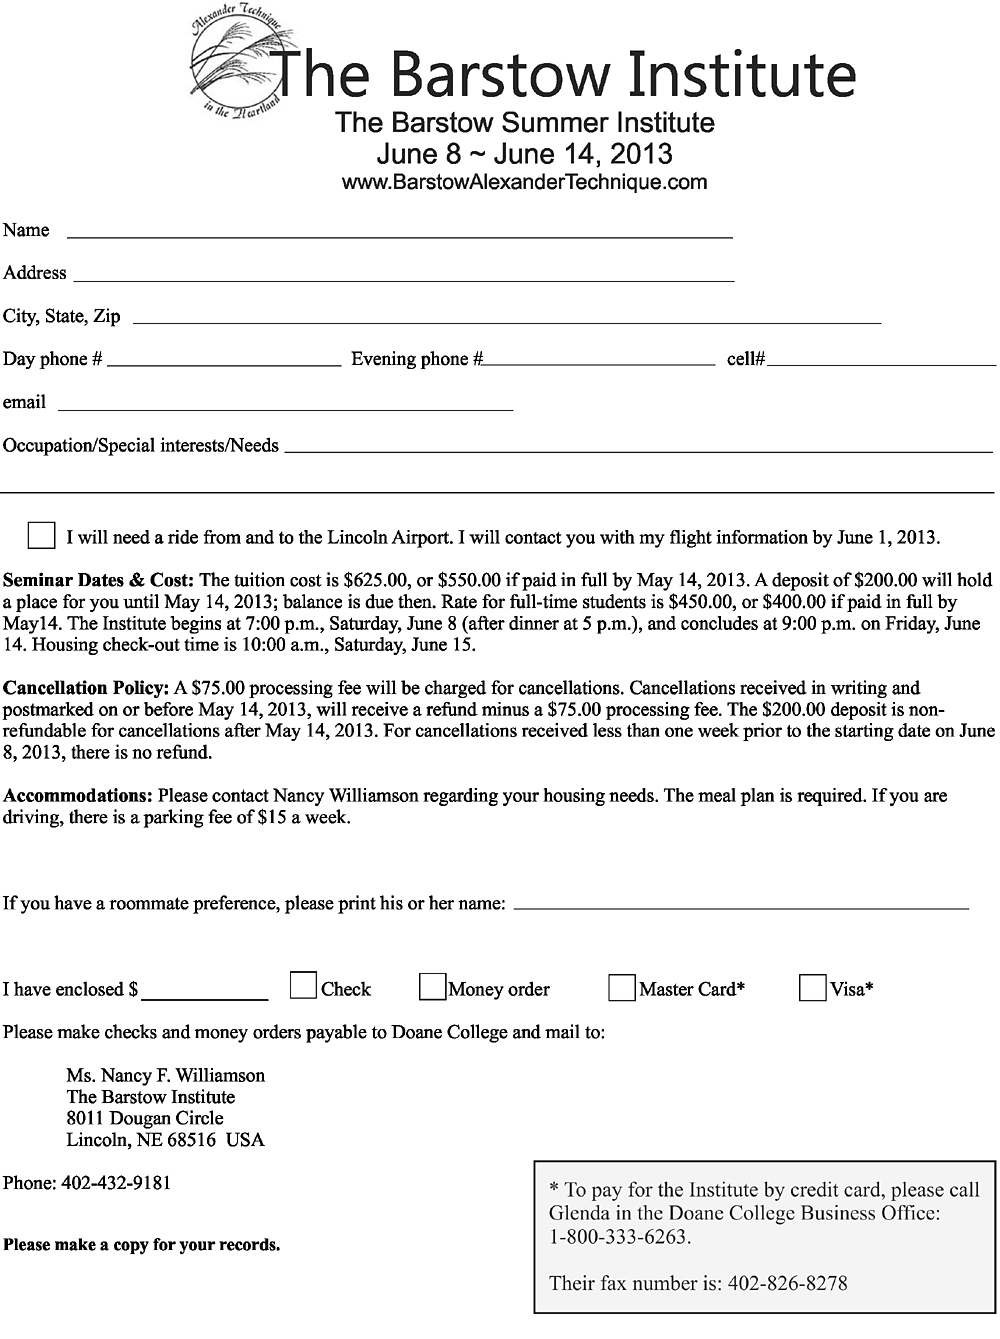 Alexander Technique
in the Heartland
The Barstow Institute
The Barstow Summer Institute
June 8 ~ June 14, 2013
www.BarstowAlexanderTechnique.com
Name
Address
City, State, Zip
Day phone # Evening phone # cell#
email
Occupation/Special interests/Needs
I will need a ride from and to the Lincoln Airport. I will contact you with my flight information by June 1, 2013.
Seminar Dates & Cost: The tuition cost is $625.00, or $550.00 if paid in full by May 14, 2013. A deposit of $200.00 will hold
a place for you until May 14, 2013; balance is due then. Rate for full-time students is $450.00, or $400.00 if paid in full by
May14. The Institute begins at 7:00 p.m., Saturday, June 8 (after dinner at 5 p.m.), and concludes at 9:00 p.m. on Friday, June
14. Housing check-out time is 10:00 a.m., Saturday, June 15.
Cancellation Policy: A $75.00 processing fee will be charged for cancellations. Cancellations received in writing and
postmarked on or before May 14, 2013, will receive a refund minus a $75.00 processing fee. The $200.00 deposit is non-
refundable for cancellations after May 14, 2013. For cancellations received less than one week prior to the starting date on June
8, 2013, there is no refund.
Accommodations: Please contact Nancy Williamson regarding your housing needs. The meal plan is required. If you are
driving, there is a parking fee of $15 a week.
If you have a roommate preference, please print his or her name:
I have enclosed $ Check Money order Master Card* Visa*
Please make checks and money orders payable to Doane College and mail to:
Ms. Nancy F. Williamson
The Barstow Institute
8011 Dougan Circle
Lincoln, NE 68516 USA
Phone: 402-432-9181
Please make a copy for your records.
* To pay for the Institute by credit card, please call
Glenda in the Doane College Business Office:
1-800-333-6263.
Their fax number is: 402-826-8278